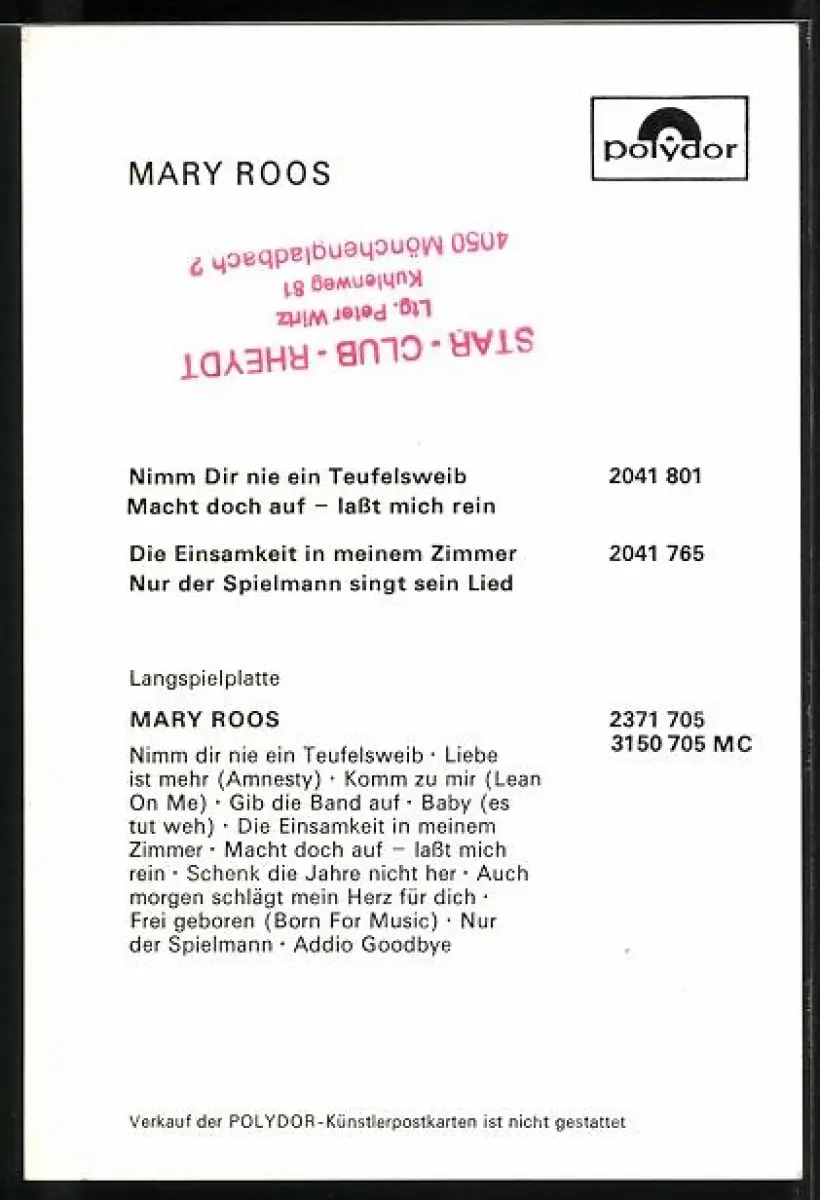 polydor
MARY ROOS
STAR - CLUB - RHEYDT
Ltg. Peter Wirtz
Kuhlenweg 81
4050 Mönchengladbach 2
Nimm Dir nie ein Teufelsweib 2041 801
Macht doch auf – laßt mich rein
Die Einsamkeit in meinem Zimmer 2041 765
Nur der Spielmann singt sein Lied
Langspielplatte
MARY ROOS 2371 705
3150 705 MC
Nimm dir nie ein Teufelsweib · Liebe
ist mehr (Amnesty) · Komm zu mir (Lean
On Me) · Gib die Band auf · Baby (es
tut weh) · Die Einsamkeit in meinem
Zimmer · Macht doch auf – laßt mich
rein · Schenk die Jahre nicht her · Auch
morgen schlägt mein Herz für dich ·
Frei geboren (Born For Music) · Nur
der Spielmann · Addio Goodbye
Verkauf der POLYDOR-Künstlerpostkarten ist nicht gestattet